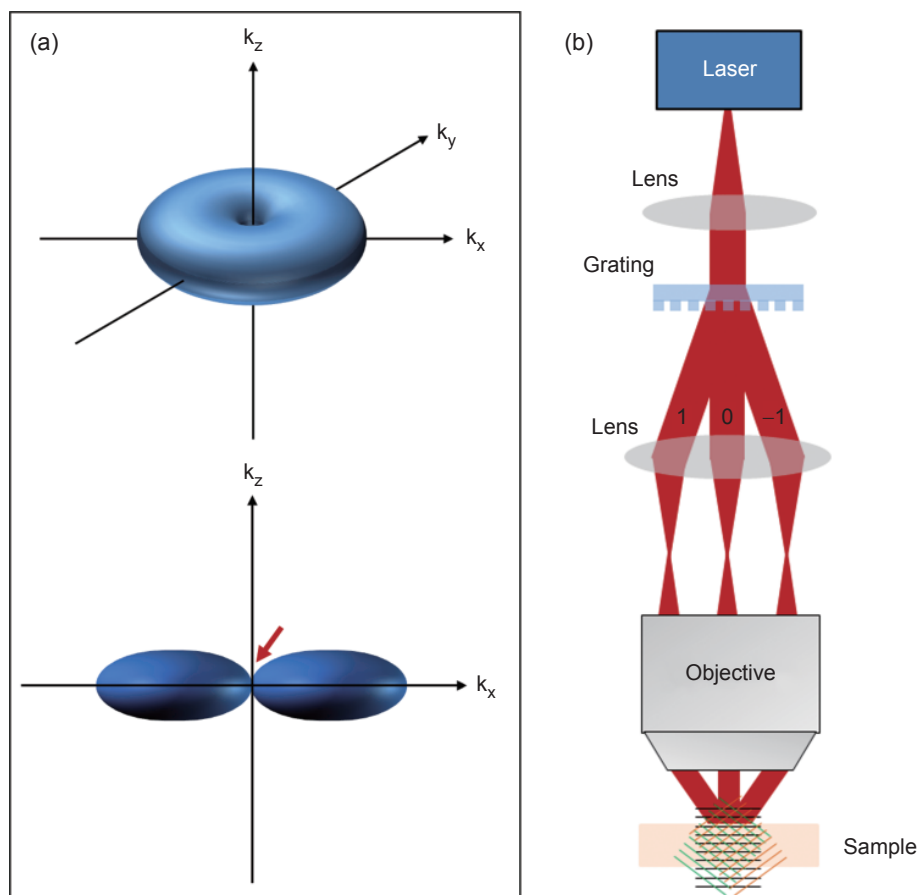 (a)
kz
ky
kx
kz
kx
(b)
Laser
Lens
Grating
Lens
1 0 –1
Objective
Sample